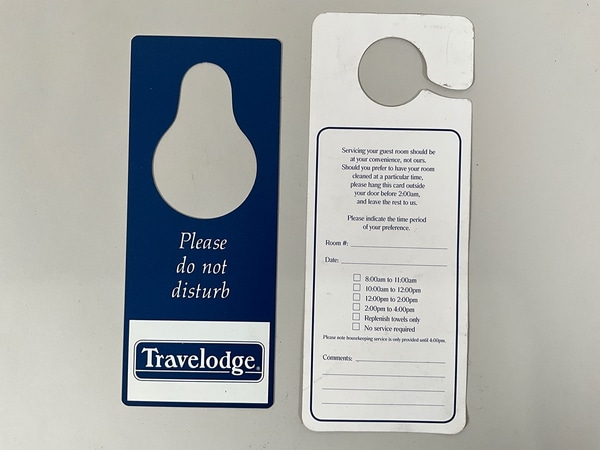 Please
do not
disturb
Travelodge®
Servicing your guest room should be
at your convenience, not ours.
Should you prefer to have your room
cleaned at a particular time,
please hang this card outside
your door before 2:00am,
and leave the rest to us.
Please indicate the time period
of your preference.
Room #:
Date:
8:00am to 11:00am
10:00am to 12:00pm
12:00pm to 2:00pm
2:00pm to 4:00pm
Replenish towels only
No service required
Please note housekeeping service is only provided until 4:00pm.
Comments: